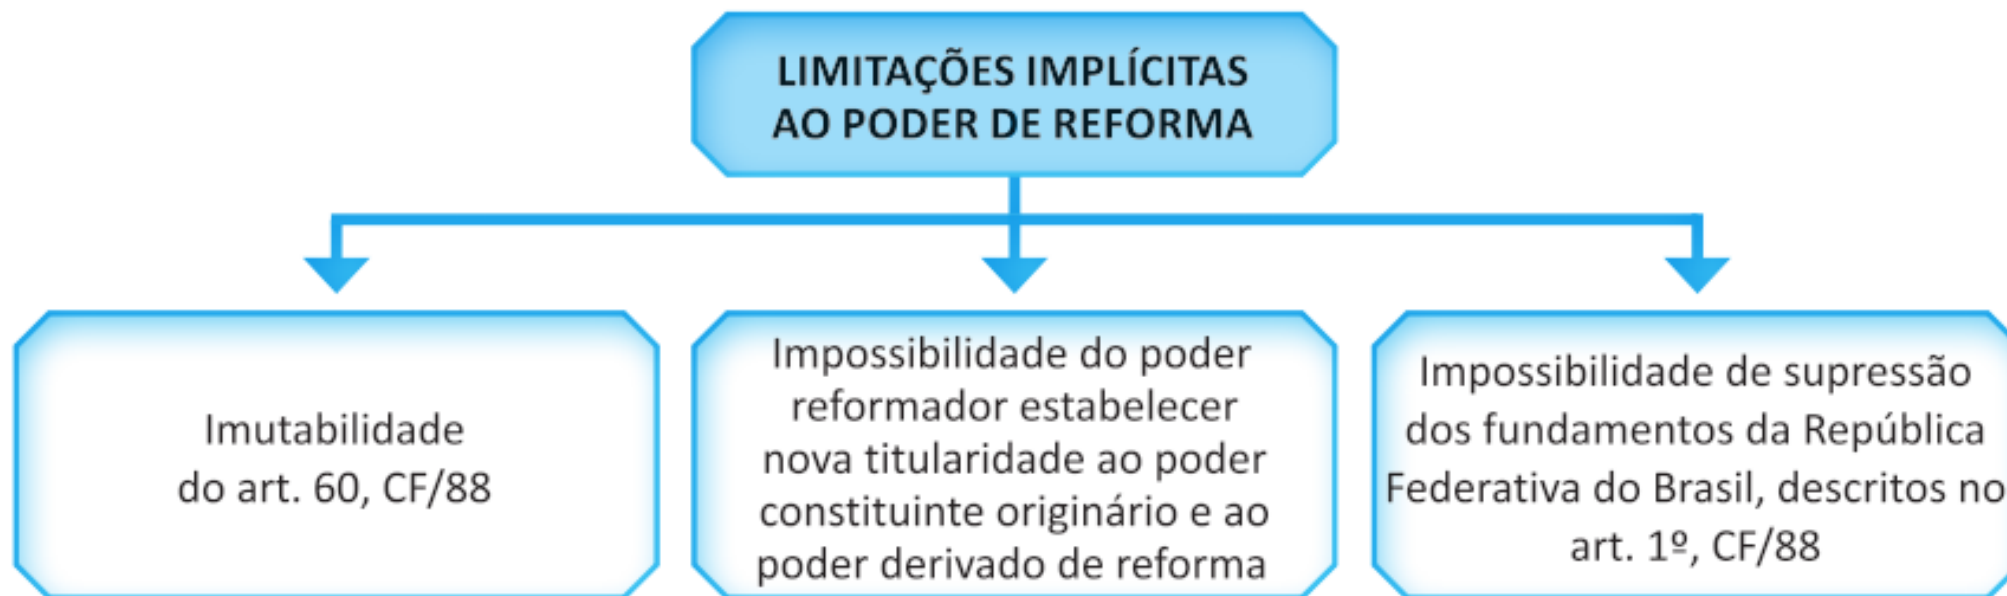 LIMITAÇÕES IMPLÍCITAS
AO PODER DE REFORMA
Imutabilidade
do art. 60, CF/88
Impossibilidade do poder
reformador estabelecer
nova titularidade ao poder
constituinte originário e ao
poder derivado de reforma
Impossibilidade de supressão
dos fundamentos da República
Federativa do Brasil, descritos no
art. 1º, CF/88